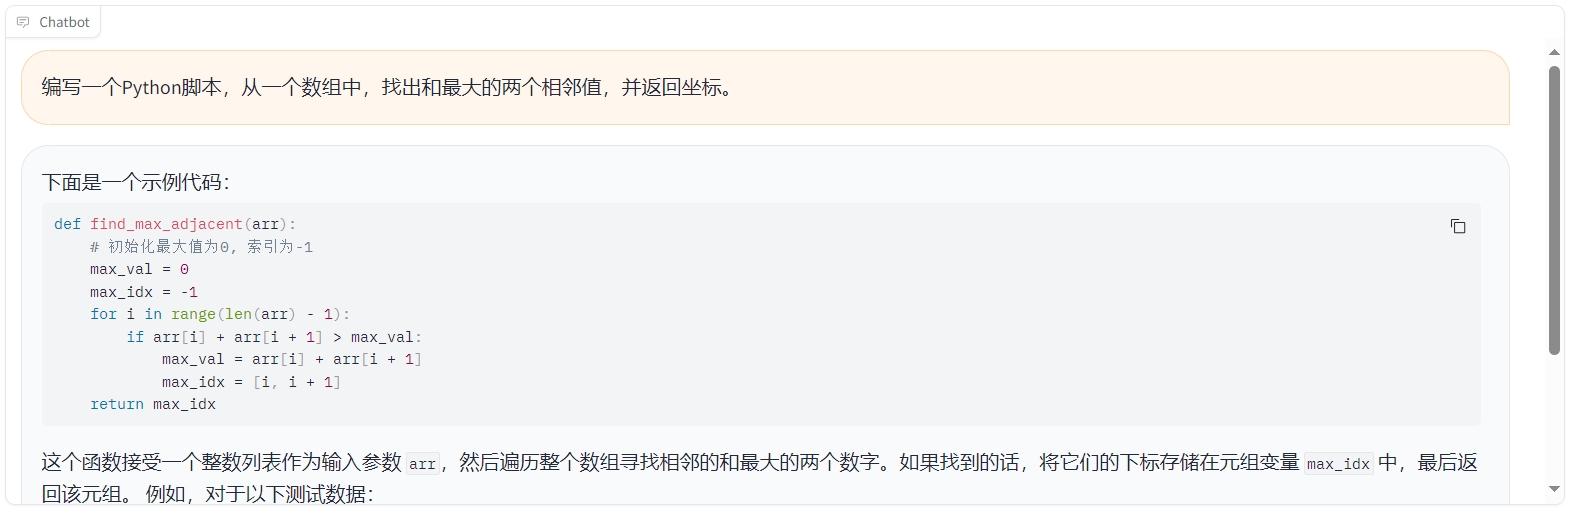 Chatbot
编写一个Python脚本，从一个数组中，找出和最大的两个相邻值，并返回坐标。
下面是一个示例代码：
def find_max_adjacent(arr):
    # 初始化最大值为0，索引为-1
    max_val = 0
    max_idx = -1
    for i in range(len(arr) - 1):
        if arr[i] + arr[i + 1] > max_val:
            max_val = arr[i] + arr[i + 1]
            max_idx = [i, i + 1]
    return max_idx
这个函数接受一个整数列表作为输入参数 arr，然后遍历整个数组寻找相邻的和最大的两个数字。如果找到的话，将它们的下标存储在元组变量 max_idx 中，最后返
回该元组。 例如，对于以下测试数据：